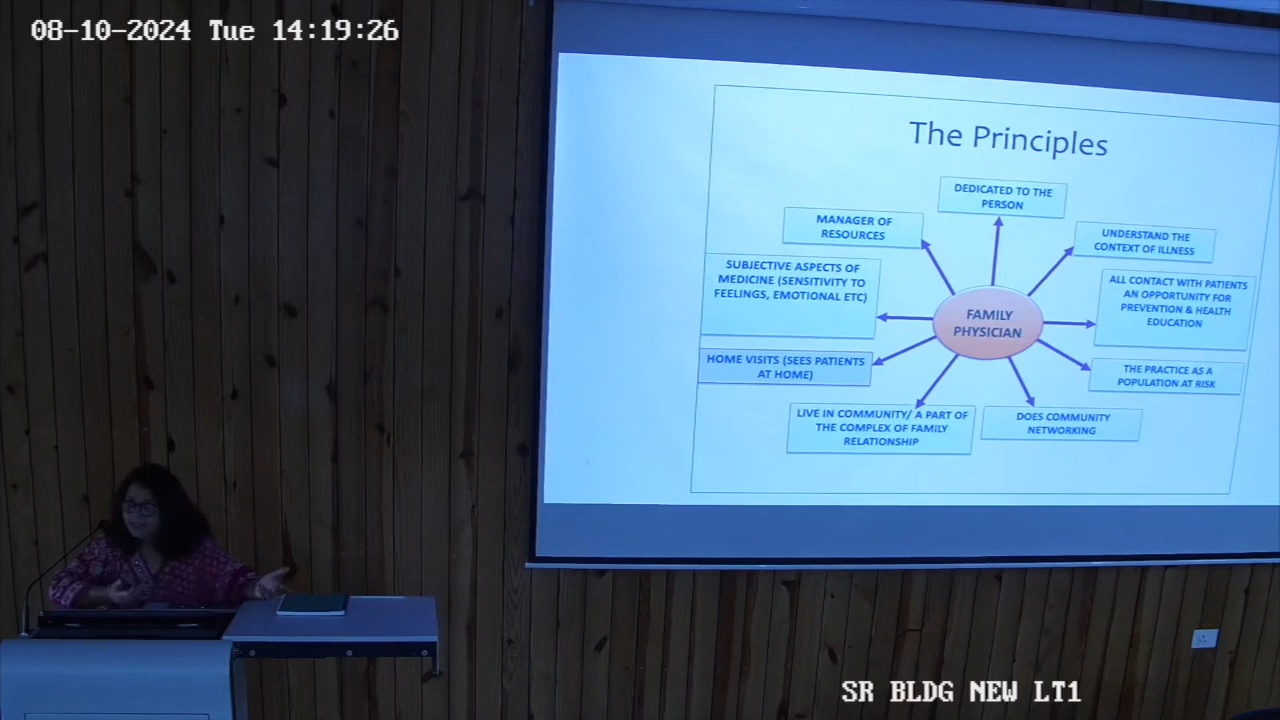 08-10-2024 Tue 14:19:26
The Principles
DEDICATED TO THE
PERSON
MANAGER OF
RESOURCES
UNDERSTAND THE
CONTEXT OF ILLNESS
SUBJECTIVE ASPECTS OF
MEDICINE (SENSITIVITY TO
FEELINGS, EMOTIONAL ETC)
ALL CONTACT WITH PATIENTS
AN OPPORTUNITY FOR
PREVENTION & HEALTH
EDUCATION
FAMILY
PHYSICIAN
HOME VISITS (SEES PATIENTS
AT HOME)
THE PRACTICE AS A
POPULATION AT RISK
LIVE IN COMMUNITY/ A PART OF
THE COMPLEX OF FAMILY
RELATIONSHIP
DOES COMMUNITY
NETWORKING
SR BLDG NEW LT1